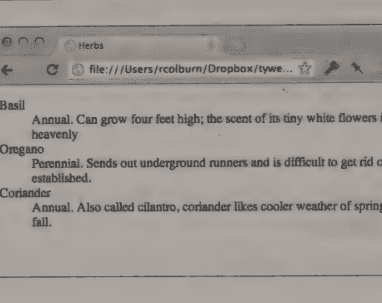 Herbs
file:///Users/rcolburn/Dropbox/tywe...
Basil
Annual. Can grow four feet high; the scent of its tiny white flowers i
heavenly
Oregano
Perennial. Sends out underground runners and is difficult to get rid o
established.
Coriander
Annual. Also called cilantro, coriander likes cooler weather of spring
fall.